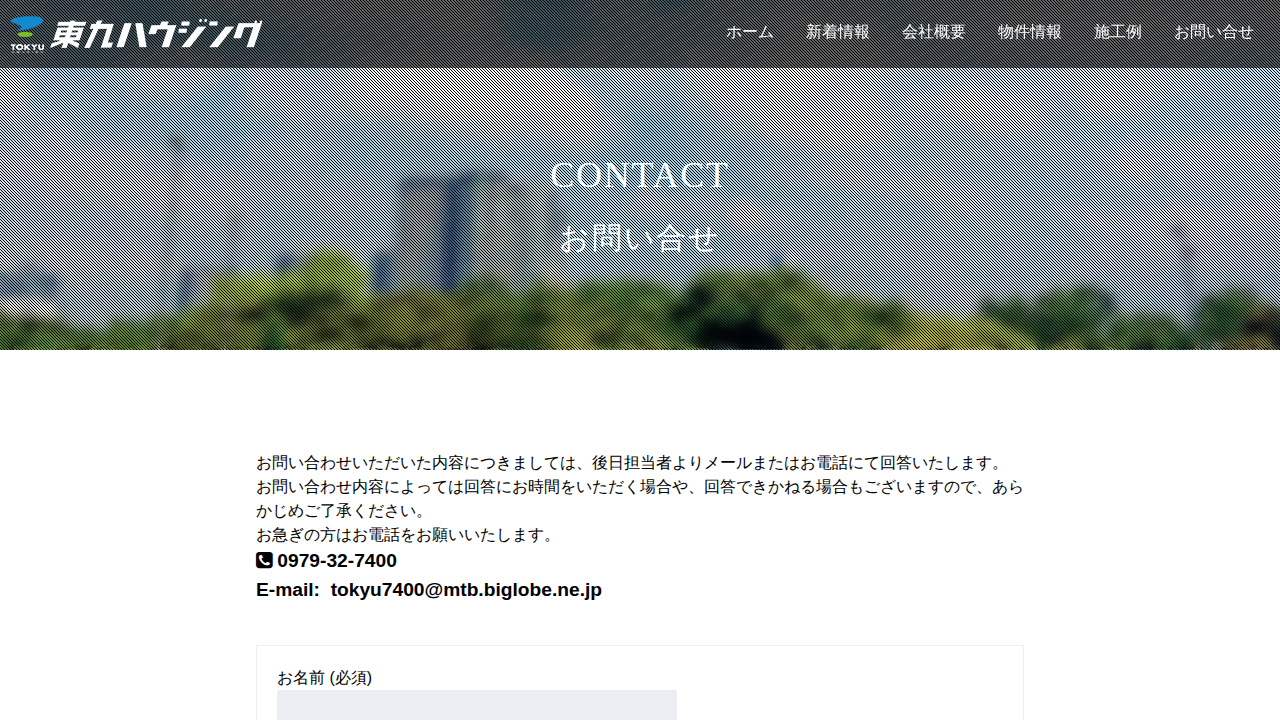 TOKYU
東九ハウジング
ホーム 新着情報 会社概要 物件情報 施工例 お問い合せ
CONTACT
お問い合せ
お問い合わせいただいた内容につきましては、後日担当者よりメールまたはお電話にて回答いたします。
お問い合わせ内容によっては回答にお時間をいただく場合や、回答できかねる場合もございますので、あら
かじめご了承ください。
お急ぎの方はお電話をお願いいたします。
0979-32-7400
E-mail: tokyu7400@mtb.biglobe.ne.jp
お名前 (必須)